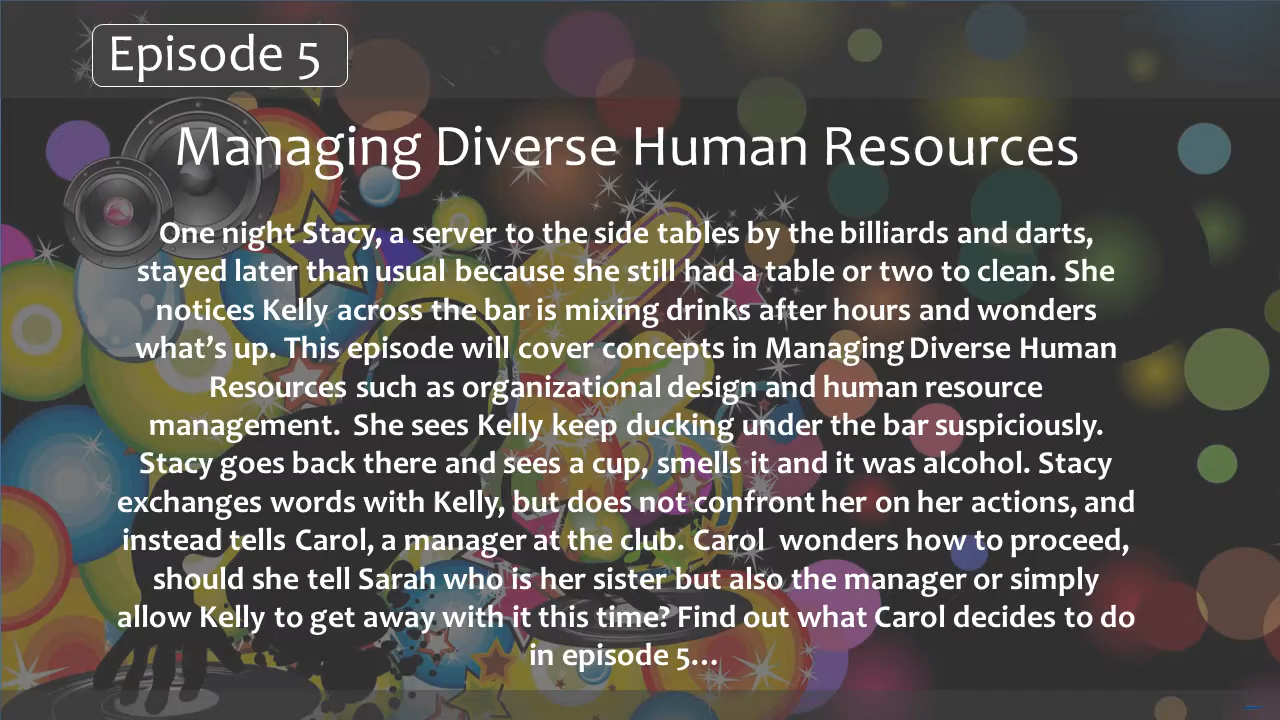 Episode 5
Managing Diverse Human Resources
One night Stacy, a server to the side tables by the billiards and darts,
stayed later than usual because she still had a table or two to clean. She
notices Kelly across the bar is mixing drinks after hours and wonders
what’s up. This episode will cover concepts in Managing Diverse Human
Resources such as organizational design and human resource
management.  She sees Kelly keep ducking under the bar suspiciously.
Stacy goes back there and sees a cup, smells it and it was alcohol. Stacy
exchanges words with Kelly, but does not confront her on her actions, and
instead tells Carol, a manager at the club. Carol  wonders how to proceed,
should she tell Sarah who is her sister but also the manager or simply
allow Kelly to get away with it this time? Find out what Carol decides to do
in episode 5…